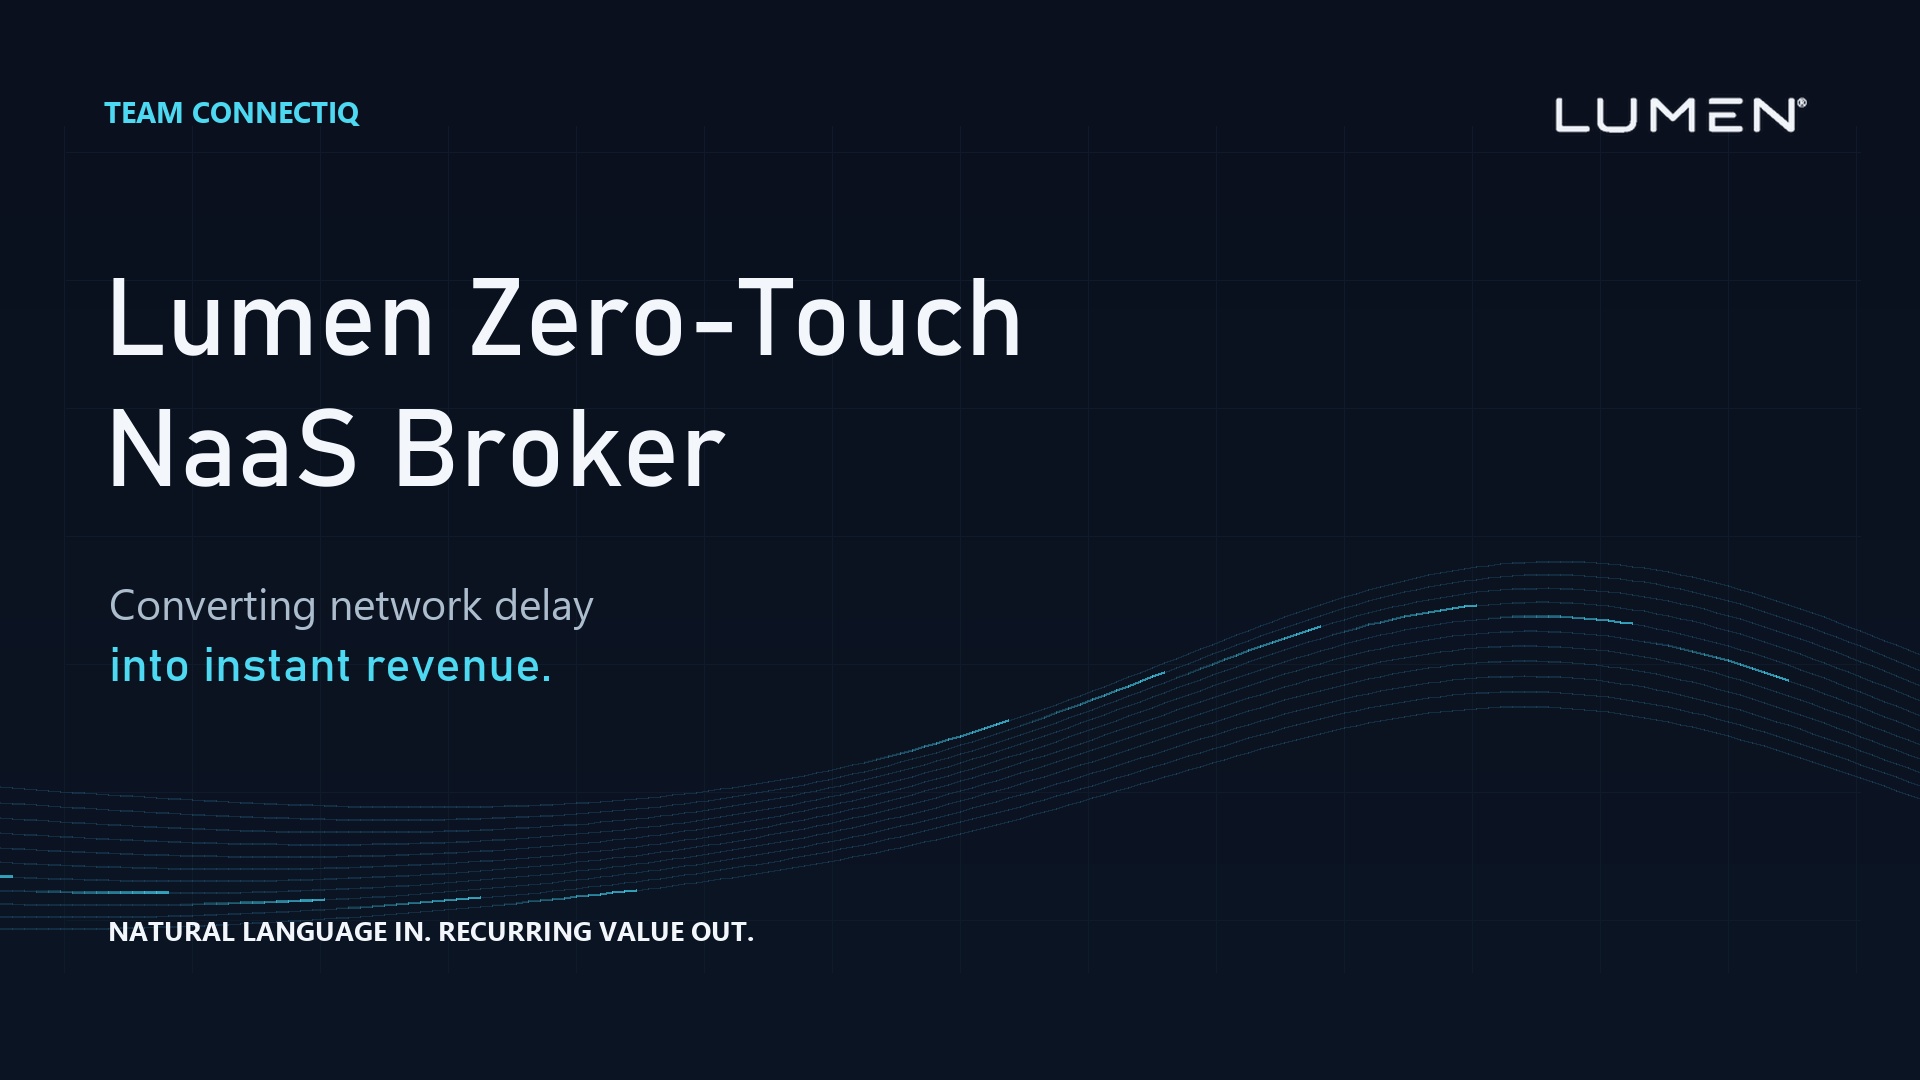 TEAM CONNECTIQ
LUMEN®
Lumen Zero-Touch
NaaS Broker
Converting network delay
into instant revenue.
NATURAL LANGUAGE IN. RECURRING VALUE OUT.